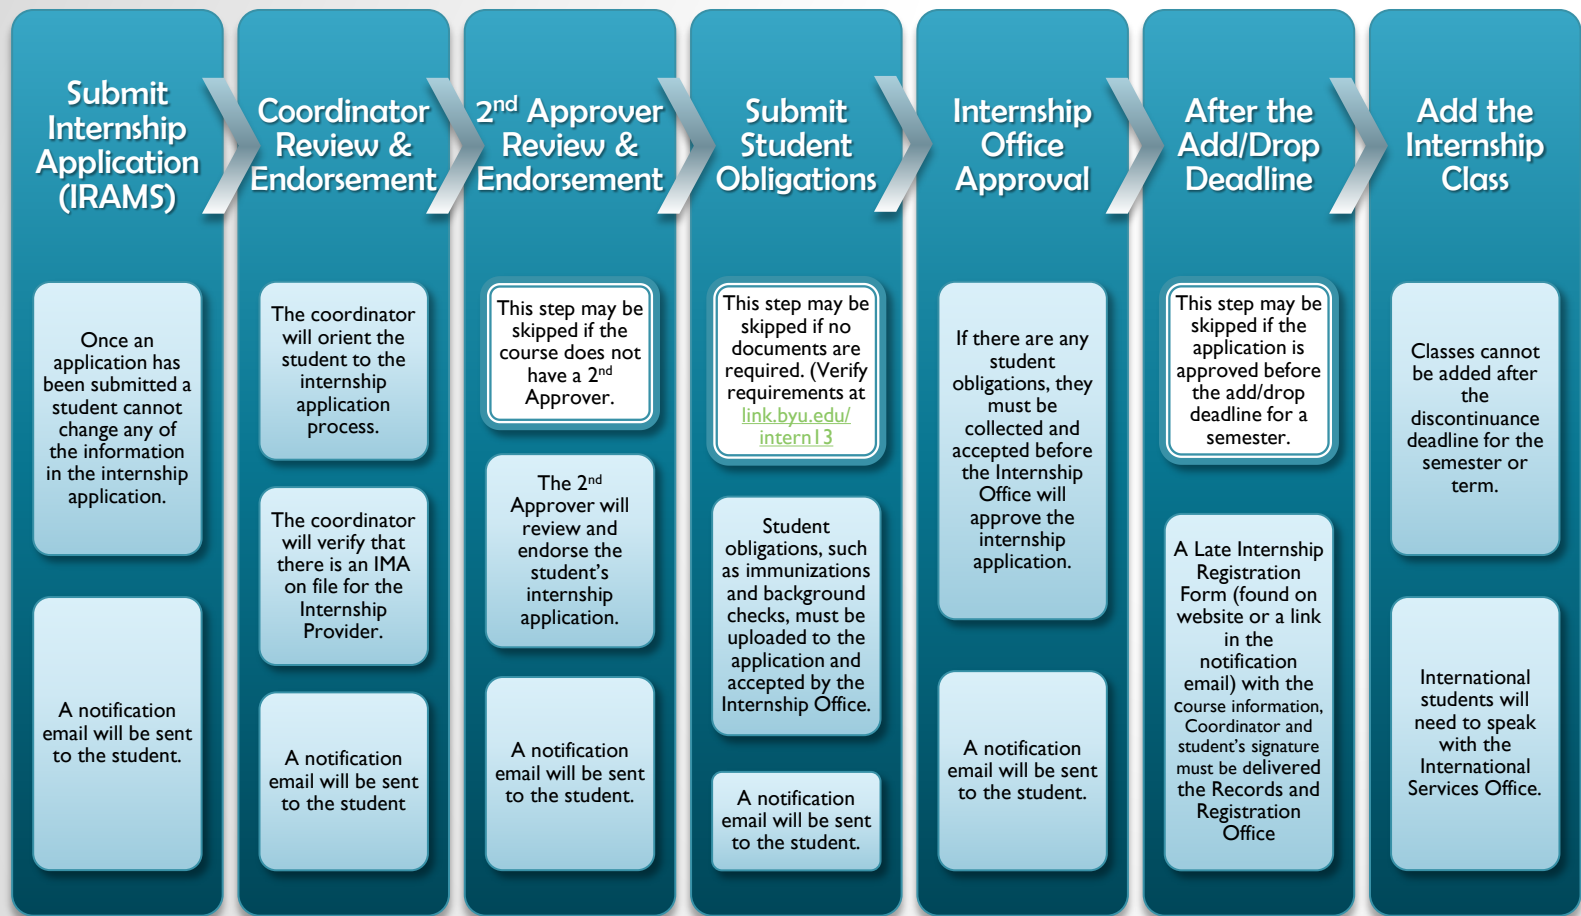 Submit
Internship
Application
(IRAMS)
Once an
application has
been submitted a
student cannot
change any of
the information
in the internship
application.
A notification
email will be sent
to the student.
Coordinator
Review &
Endorsement
The coordinator
will orient the
student to the
internship
application
process.
The coordinator
will verify that
there is an IMA
on file for the
Internship
Provider.
A notification
email will be sent
to the student
2nd Approver
Review &
Endorsement
This step may be
skipped if the
course does not
have a 2nd
Approver.
The 2nd
Approver will
review and
endorse the
student's
internship
application.
A notification
email will be sent
to the student.
Submit
Student
Obligations
This step may be
skipped if no
documents are
required. (Verify
requirements at
link.byu.edu/
intern13
Student
obligations, such
as immunizations
and background
checks, must be
uploaded to the
application and
accepted by the
Internship Office.
A notification
email will be sent
to the student.
Internship
Office
Approval
If there are any
student
obligations, they
must be
collected and
accepted before
the Internship
Office will
approve the
internship
application.
A notification
email will be sent
to the student.
After the
Add/Drop
Deadline
This step may be
skipped if the
application is
approved before
the add/drop
deadline for a
semester.
A Late Internship
Registration
Form (found on
website or a link
in the
notification
email) with the
course information,
Coordinator and
student's signature
must be delivered
the Records and
Registration
Office
Add the
Internship
Class
Classes cannot
be added after
the
discontinuance
deadline for the
semester or
term.
International
students will
need to speak
with the
International
Services Office.